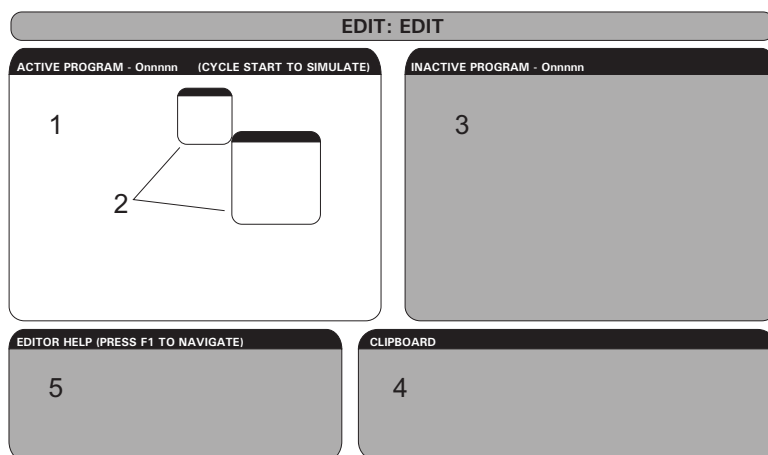 EDIT: EDIT
ACTIVE PROGRAM - Onnnnn (CYCLE START TO SIMULATE)
INACTIVE PROGRAM - Onnnnn
1
3
2
EDITOR HELP (PRESS F1 TO NAVIGATE)
CLIPBOARD
5
4